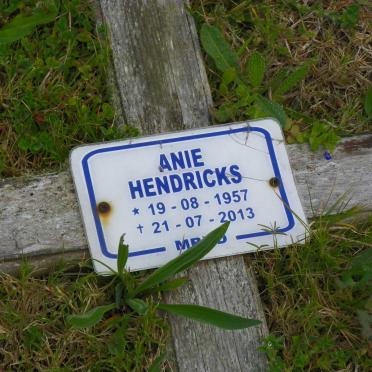 ANIE
HENDRICKS
* 19 - 08 - 1957
† 21 - 07 - 2013